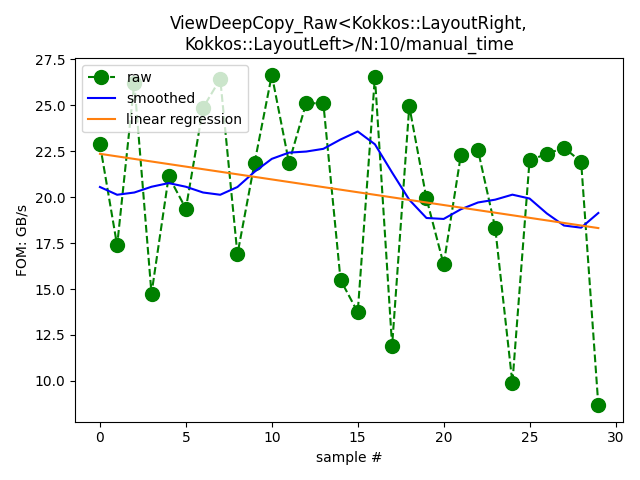 ViewDeepCopy_Raw<Kokkos::LayoutRight,
Kokkos::LayoutLeft>/N:10/manual_time
raw
smoothed
linear regression
FOM: GB/s
27.5
25.0
22.5
20.0
17.5
15.0
12.5
10.0
0 5 10 15 20 25 30
sample #